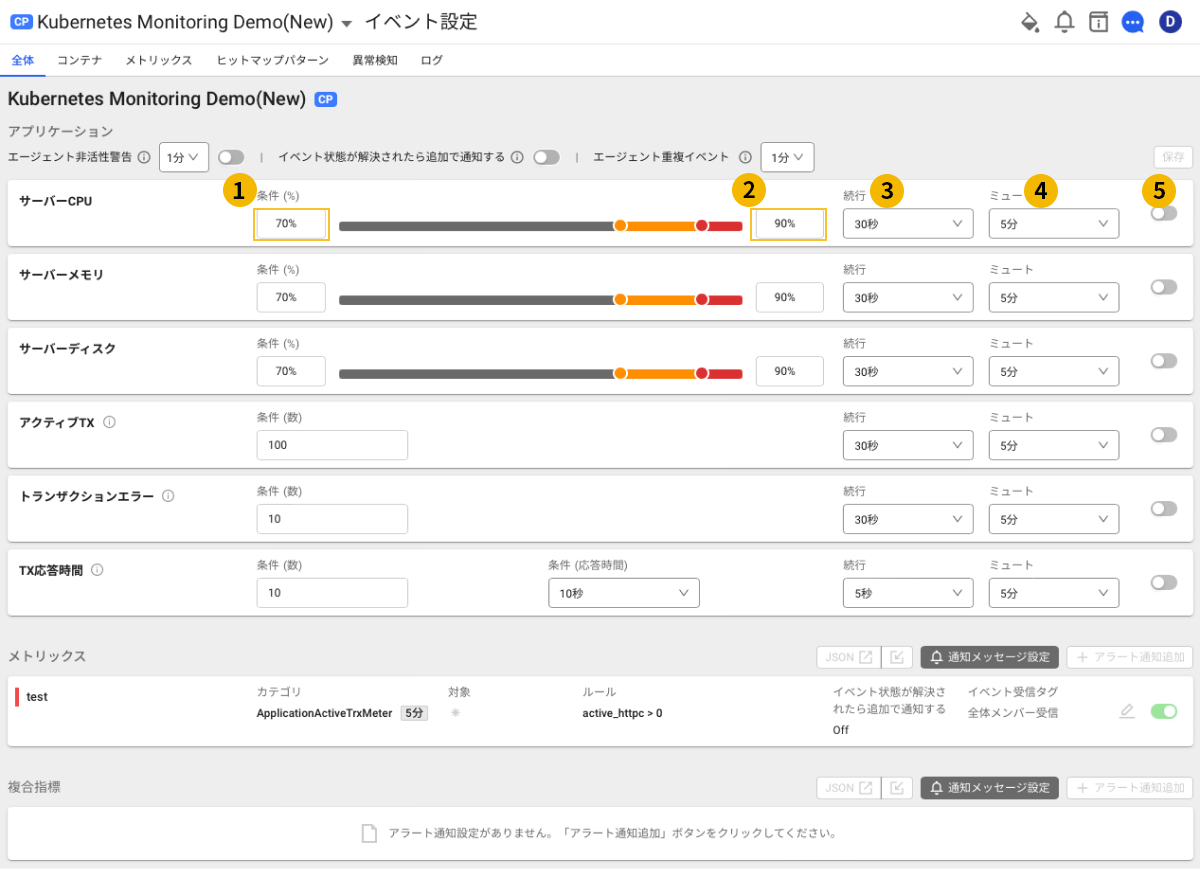 CP Kubernetes Monitoring Demo(New) イベント設定 D
全体 コンテナ メトリックス ヒットマップパターン 異常検知 ログ
Kubernetes Monitoring Demo(New) CP
アプリケーション
エージェント非活性警告 1分 | イベント状態が解決されたら追加で通知する | エージェント重複イベント 1分 保存
1 2 3 4 5
サーバーCPU 条件 (%) 続行 ミュート
70% 90% 30秒 5分
サーバーメモリ 条件 (%) 続行 ミュート
70% 90% 30秒 5分
サーバーディスク 条件 (%) 続行 ミュート
70% 90% 30秒 5分
アクティブTX 条件 (数) 続行 ミュート
100 30秒 5分
トランザクションエラー 条件 (数) 続行 ミュート
10 30秒 5分
TX応答時間 条件 (数) 条件 (応答時間) 続行 ミュート
10 10秒 5秒 5分
メトリックス JSON 通知メッセージ設定 + アラート通知追加
test カテゴリ 対象 ルール イベント状態が解決さ イベント受信タグ
ApplicationActiveTrxMeter 5分 * active_httpc > 0 れたら追加で通知する 全体メンバー受信
Off
複合指標 JSON 通知メッセージ設定 + アラート通知追加
アラート通知設定がありません。「アラート通知追加」ボタンをクリックしてください。